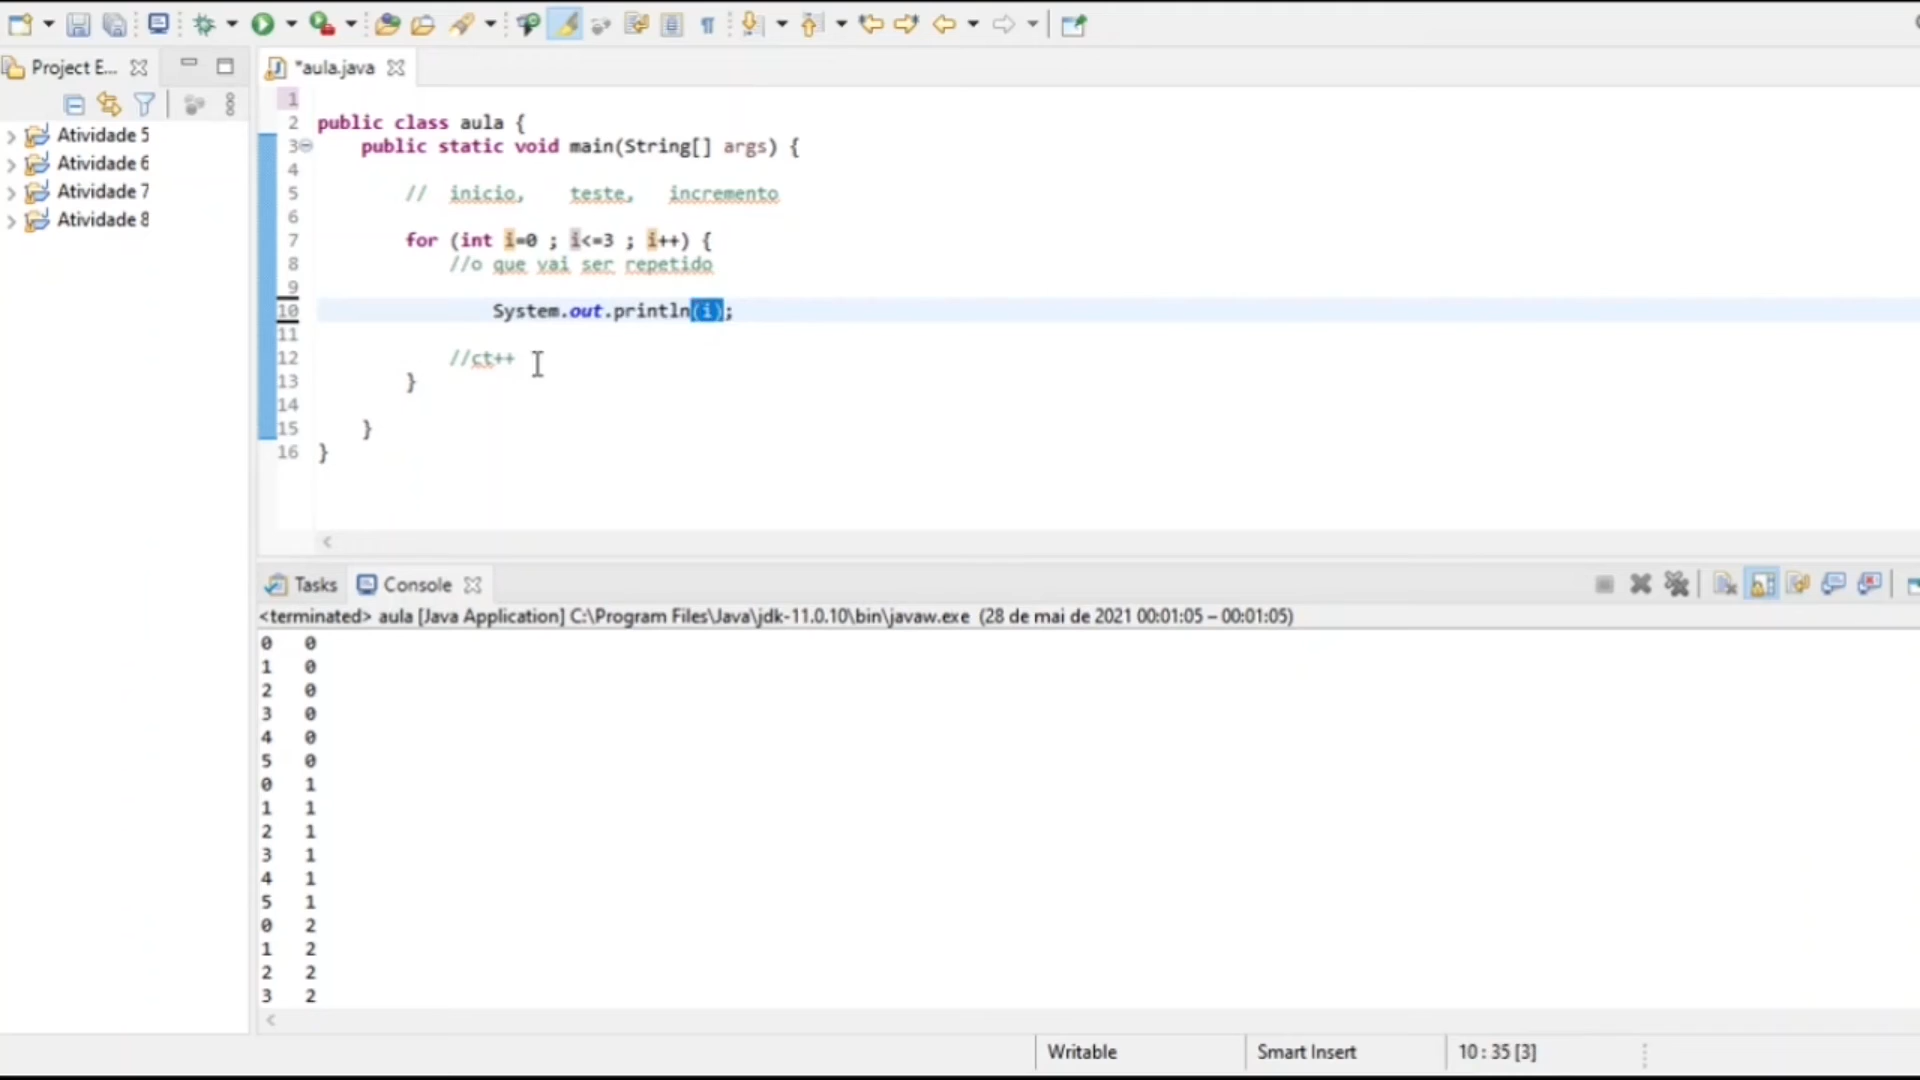 Project E...
*aula.java
Atividade 5
Atividade 6
Atividade 7
Atividade 8
1
2 public class aula {
3 public static void main(String[] args) {
4
5 // inicio, teste, incremento
6
7 for (int i=0 ; i<=3 ; i++) {
8 //o que vai ser repetido
9
10 System.out.println(i);
11
12 //ct++
13 }
14
15 }
16 }
Tasks Console
<terminated> aula [Java Application] C:\Program Files\Java\jdk-11.0.10\bin\javaw.exe (28 de mai de 2021 00:01:05 – 00:01:05)
0 0
1 0
2 0
3 0
4 0
5 0
0 1
1 1
2 1
3 1
4 1
5 1
0 2
1 2
2 2
3 2
Writable Smart Insert 10 : 35 [3]